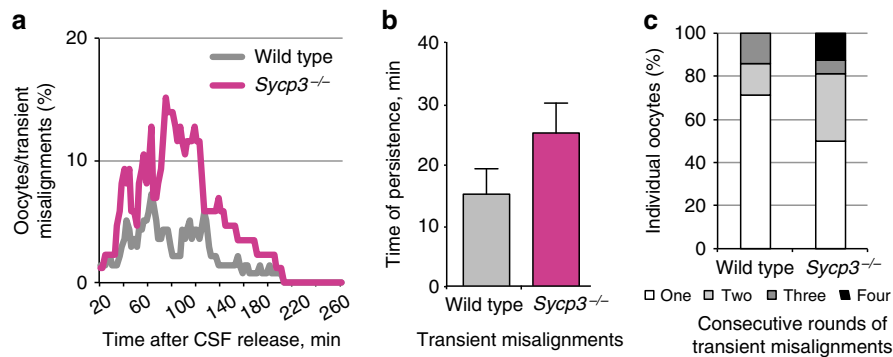 a
20
10
0
Oocytes/transient
misalignments (%)
Wild type
Sycp3−/−
20 60 100 140 180 220 260
Time after CSF release, min
b
40
30
20
10
0
Time of persistence, min
Wild type Sycp3−/−
Transient misalignments
c
100
80
60
40
20
0
Individual oocytes (%)
Wild type Sycp3−/−
One Two Three Four
Consecutive rounds of
transient misalignments